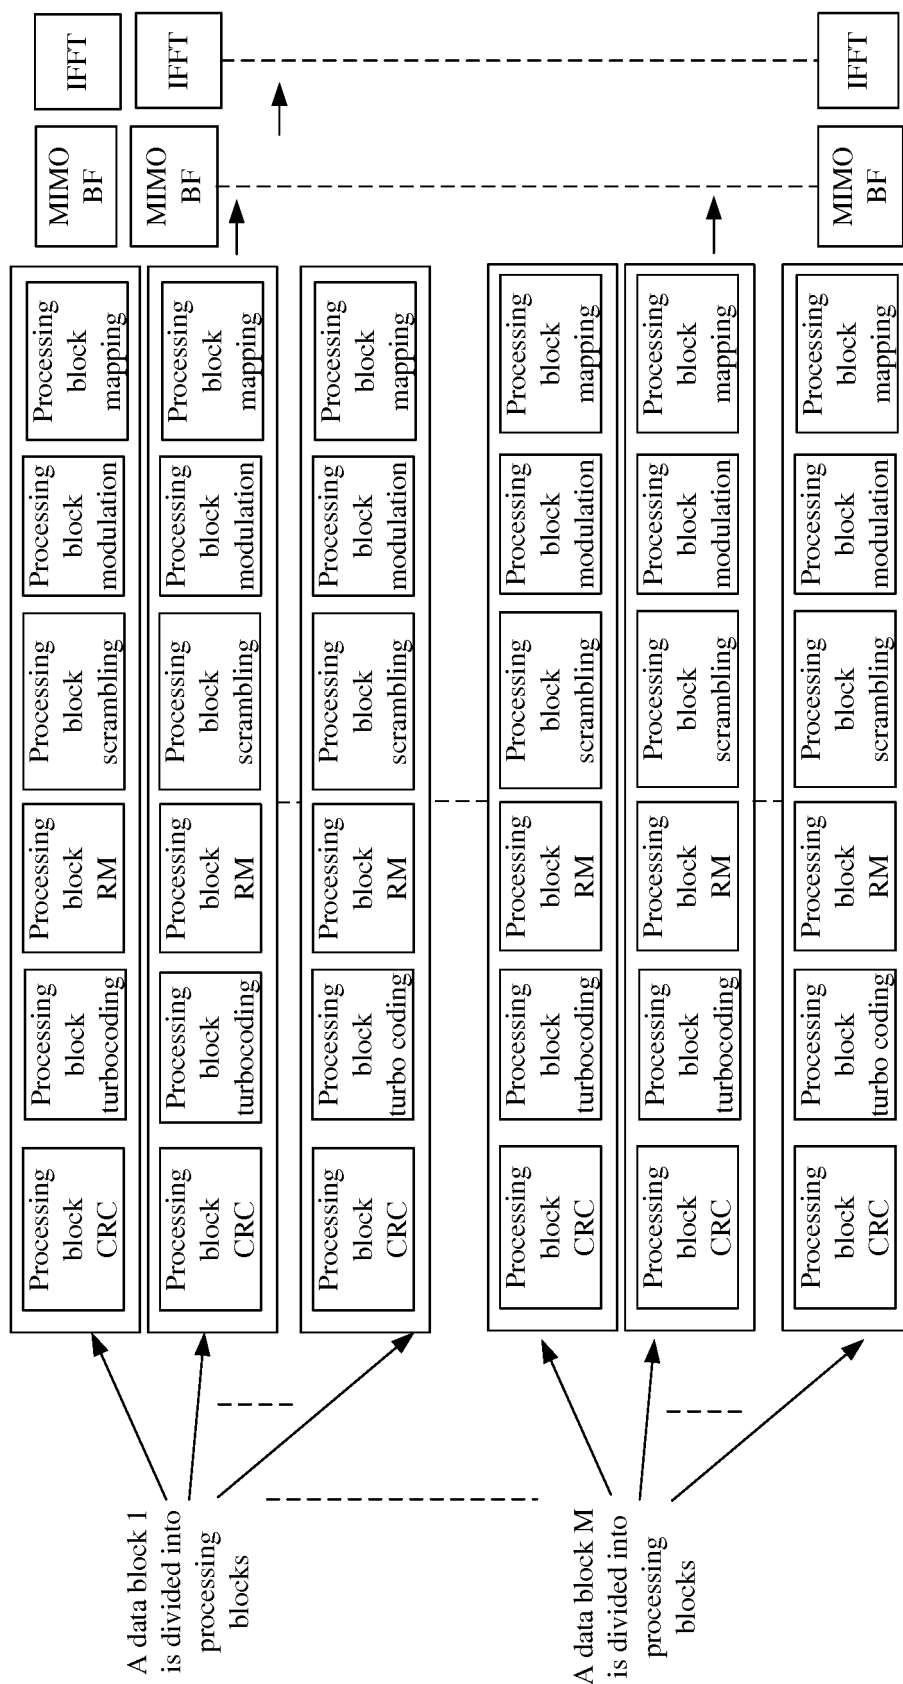 A data block 1
is divided into
processing
blocks
Processing
block
CRC
Processing
block
turbocoding
Processing
block
RM
Processing
block
scrambling
Processing
block
modulation
Processing
block
mapping
Processing
block
CRC
Processing
block
turbocoding
Processing
block
RM
Processing
block
scrambling
Processing
block
modulation
Processing
block
mapping
Processing
block
CRC
Processing
block
turbo coding
Processing
block
RM
Processing
block
scrambling
Processing
block
modulation
Processing
block
mapping
MIMO
BF
IFFT
MIMO
BF
IFFT
A data block M
is divided into
processing
blocks
Processing
block
CRC
Processing
block
turbocoding
Processing
block
RM
Processing
block
scrambling
Processing
block
modulation
Processing
block
mapping
Processing
block
CRC
Processing
block
turbocoding
Processing
block
RM
Processing
block
scrambling
Processing
block
modulation
Processing
block
mapping
Processing
block
CRC
Processing
block
turbo coding
Processing
block
RM
Processing
block
scrambling
Processing
block
modulation
Processing
block
mapping
MIMO
BF
IFFT